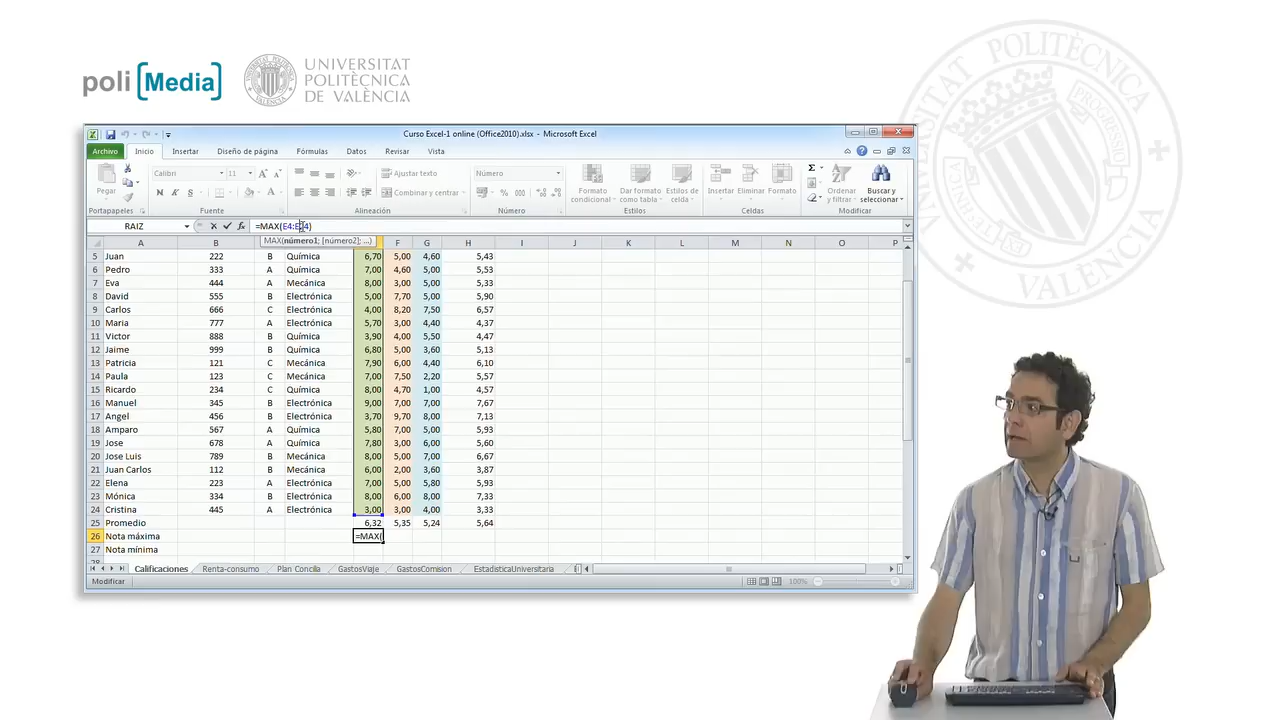 poli [Media]
UNIVERSITAT
POLITÈCNICA
DE VALÈNCIA
UNIVERSITAT POLITÈCNICA
DE VALÈNCIA
Curso Excel-1 online (Office2010).xlsx - Microsoft Excel
Archivo Inicio Insertar Diseño de página Fórmulas Datos Revisar Vista
Calibri 11 Ajustar texto Número
Pegar N K S Combinar y centrar % 000
Formato condicional Dar formato como tabla Estilos de celda Insertar Eliminar Formato Ordenar y filtrar Buscar y seleccionar
Portapapeles Fuente Alineación Número Estilos Celdas Modificar
RAIZ =MAX(E4:E24)
MAX(número1; [número2]; ...)
A B F G H I J K L M N O P
5 Juan 222 B Química 6,70 5,00 4,60 5,43
6 Pedro 333 A Química 7,00 4,60 5,00 5,53
7 Eva 444 A Mecánica 8,00 3,00 5,00 5,33
8 David 555 B Electrónica 5,00 7,70 5,00 5,90
9 Carlos 666 C Electrónica 4,00 8,20 7,50 6,57
10 Maria 777 A Electrónica 5,70 3,00 4,40 4,37
11 Victor 888 B Química 3,90 4,00 5,50 4,47
12 Jaime 999 B Química 6,80 5,00 3,60 5,13
13 Patricia 121 C Mecánica 7,90 6,00 4,40 6,10
14 Paula 123 C Mecánica 7,00 7,50 2,20 5,57
15 Ricardo 234 C Química 8,00 4,70 1,00 4,57
16 Manuel 345 B Electrónica 9,00 7,00 7,00 7,67
17 Angel 456 B Electrónica 3,70 9,70 8,00 7,13
18 Amparo 567 A Química 5,80 7,00 5,00 5,93
19 Jose 678 A Química 7,80 3,00 6,00 5,60
20 Jose Luis 789 B Mecánica 8,00 5,00 7,00 6,67
21 Juan Carlos 112 B Mecánica 6,00 2,00 3,60 3,87
22 Elena 223 A Electrónica 7,00 5,00 5,80 5,93
23 Mónica 334 B Electrónica 8,00 6,00 8,00 7,33
24 Cristina 445 A Electrónica 3,00 3,00 4,00 3,33
25 Promedio 6,32 5,35 5,24 5,64
26 Nota máxima =MAX(
27 Nota mínima
Calificaciones Renta-consumo Plan Concilia GastosViaje GastosComision EstadisticaUniversitaria
Modificar 100%